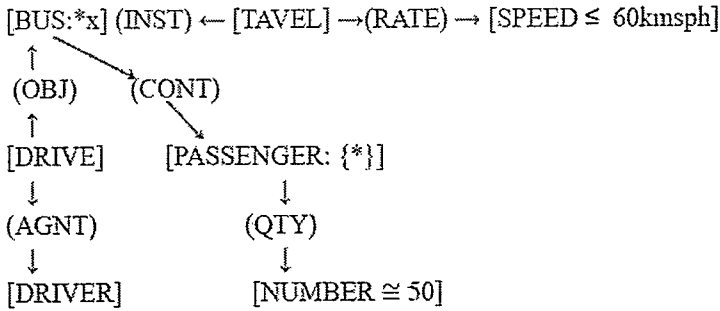 [BUS:*x] (INST) ← [TAVEL] →(RATE) → [SPEED ≤ 60kmsph]
↑
(OBJ) (CONT)
↑
[DRIVE] [PASSENGER: {*}]
↓ ↓
(AGNT) (QTY)
↓ ↓
[DRIVER] [NUMBER ≅ 50]